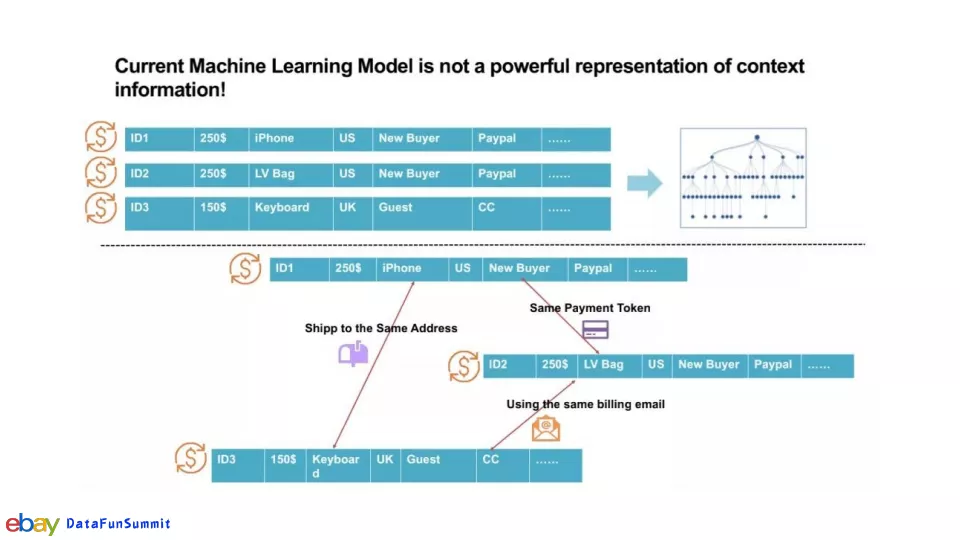 Current Machine Learning Model is not a powerful representation of context
information!
ID1 250$ iPhone US New Buyer Paypal ......
ID2 250$ LV Bag US New Buyer Paypal ......
ID3 150$ Keyboard UK Guest CC ......
ID1 250$ iPhone US New Buyer Paypal ......
Same Payment Token
Shipp to the Same Address
ID2 250$ LV Bag US New Buyer Paypal ......
Using the same billing email
ID3 150$ Keyboar UK Guest CC ......
d
ebay DataFunSummit